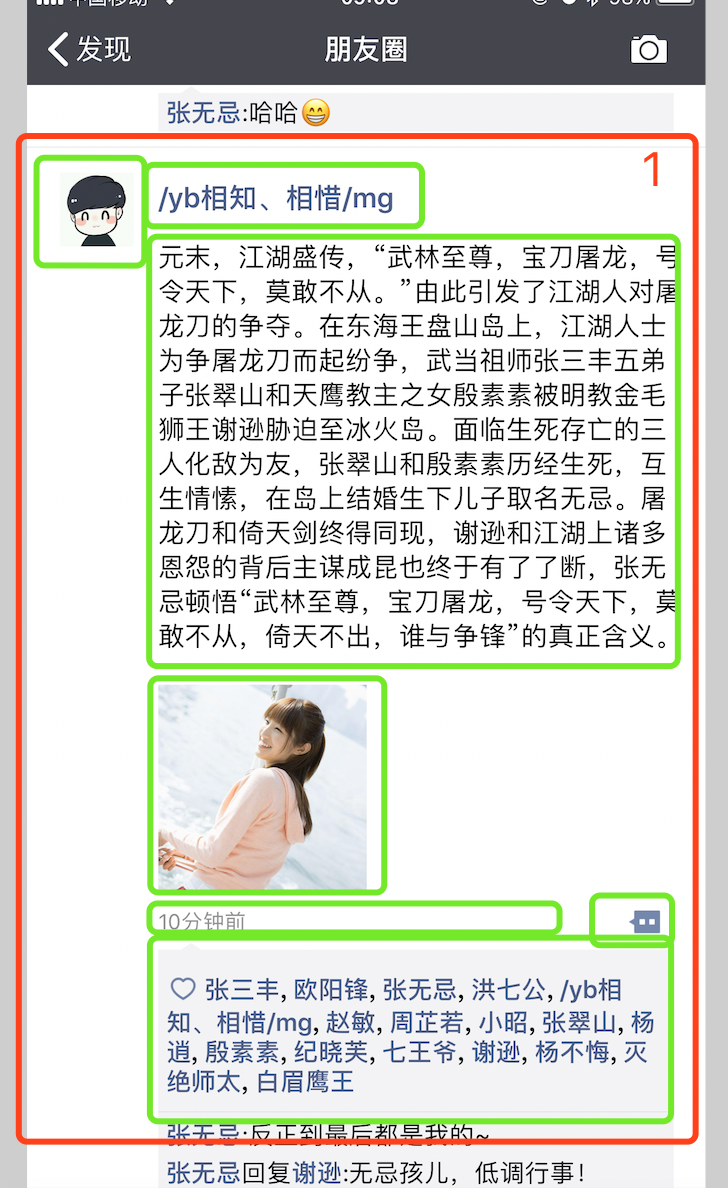 中国移动
发现
朋友圈
张无忌:哈哈😁
1
/yb相知、相惜/mg
元末，江湖盛传，“武林至尊，宝刀屠龙，号
令天下，莫敢不从。”由此引发了江湖人对屠
龙刀的争夺。在东海王盘山岛上，江湖人士
为争屠龙刀而起纷争，武当祖师张三丰五弟
子张翠山和天鹰教主之女殷素素被明教金毛
狮王谢逊胁迫至冰火岛。面临生死存亡的三
人化敌为友，张翠山和殷素素历经生死，互
生情愫，在岛上结婚生下儿子取名无忌。屠
龙刀和倚天剑终得同现，谢逊和江湖上诸多
恩怨的背后主谋成昆也终于有了了断，张无
忌顿悟“武林至尊，宝刀屠龙，号令天下，莫
敢不从，倚天不出，谁与争锋”的真正含义。
10分钟前
张三丰, 欧阳锋, 张无忌, 洪七公, /yb相
知、相惜/mg, 赵敏, 周芷若, 小昭, 张翠山, 杨
逍, 殷素素, 纪晓芙, 七王爷, 谢逊, 杨不悔, 灭
绝师太, 白眉鹰王
张无忌:反正到最后都是我的~
张无忌回复谢逊:无忌孩儿，低调行事！